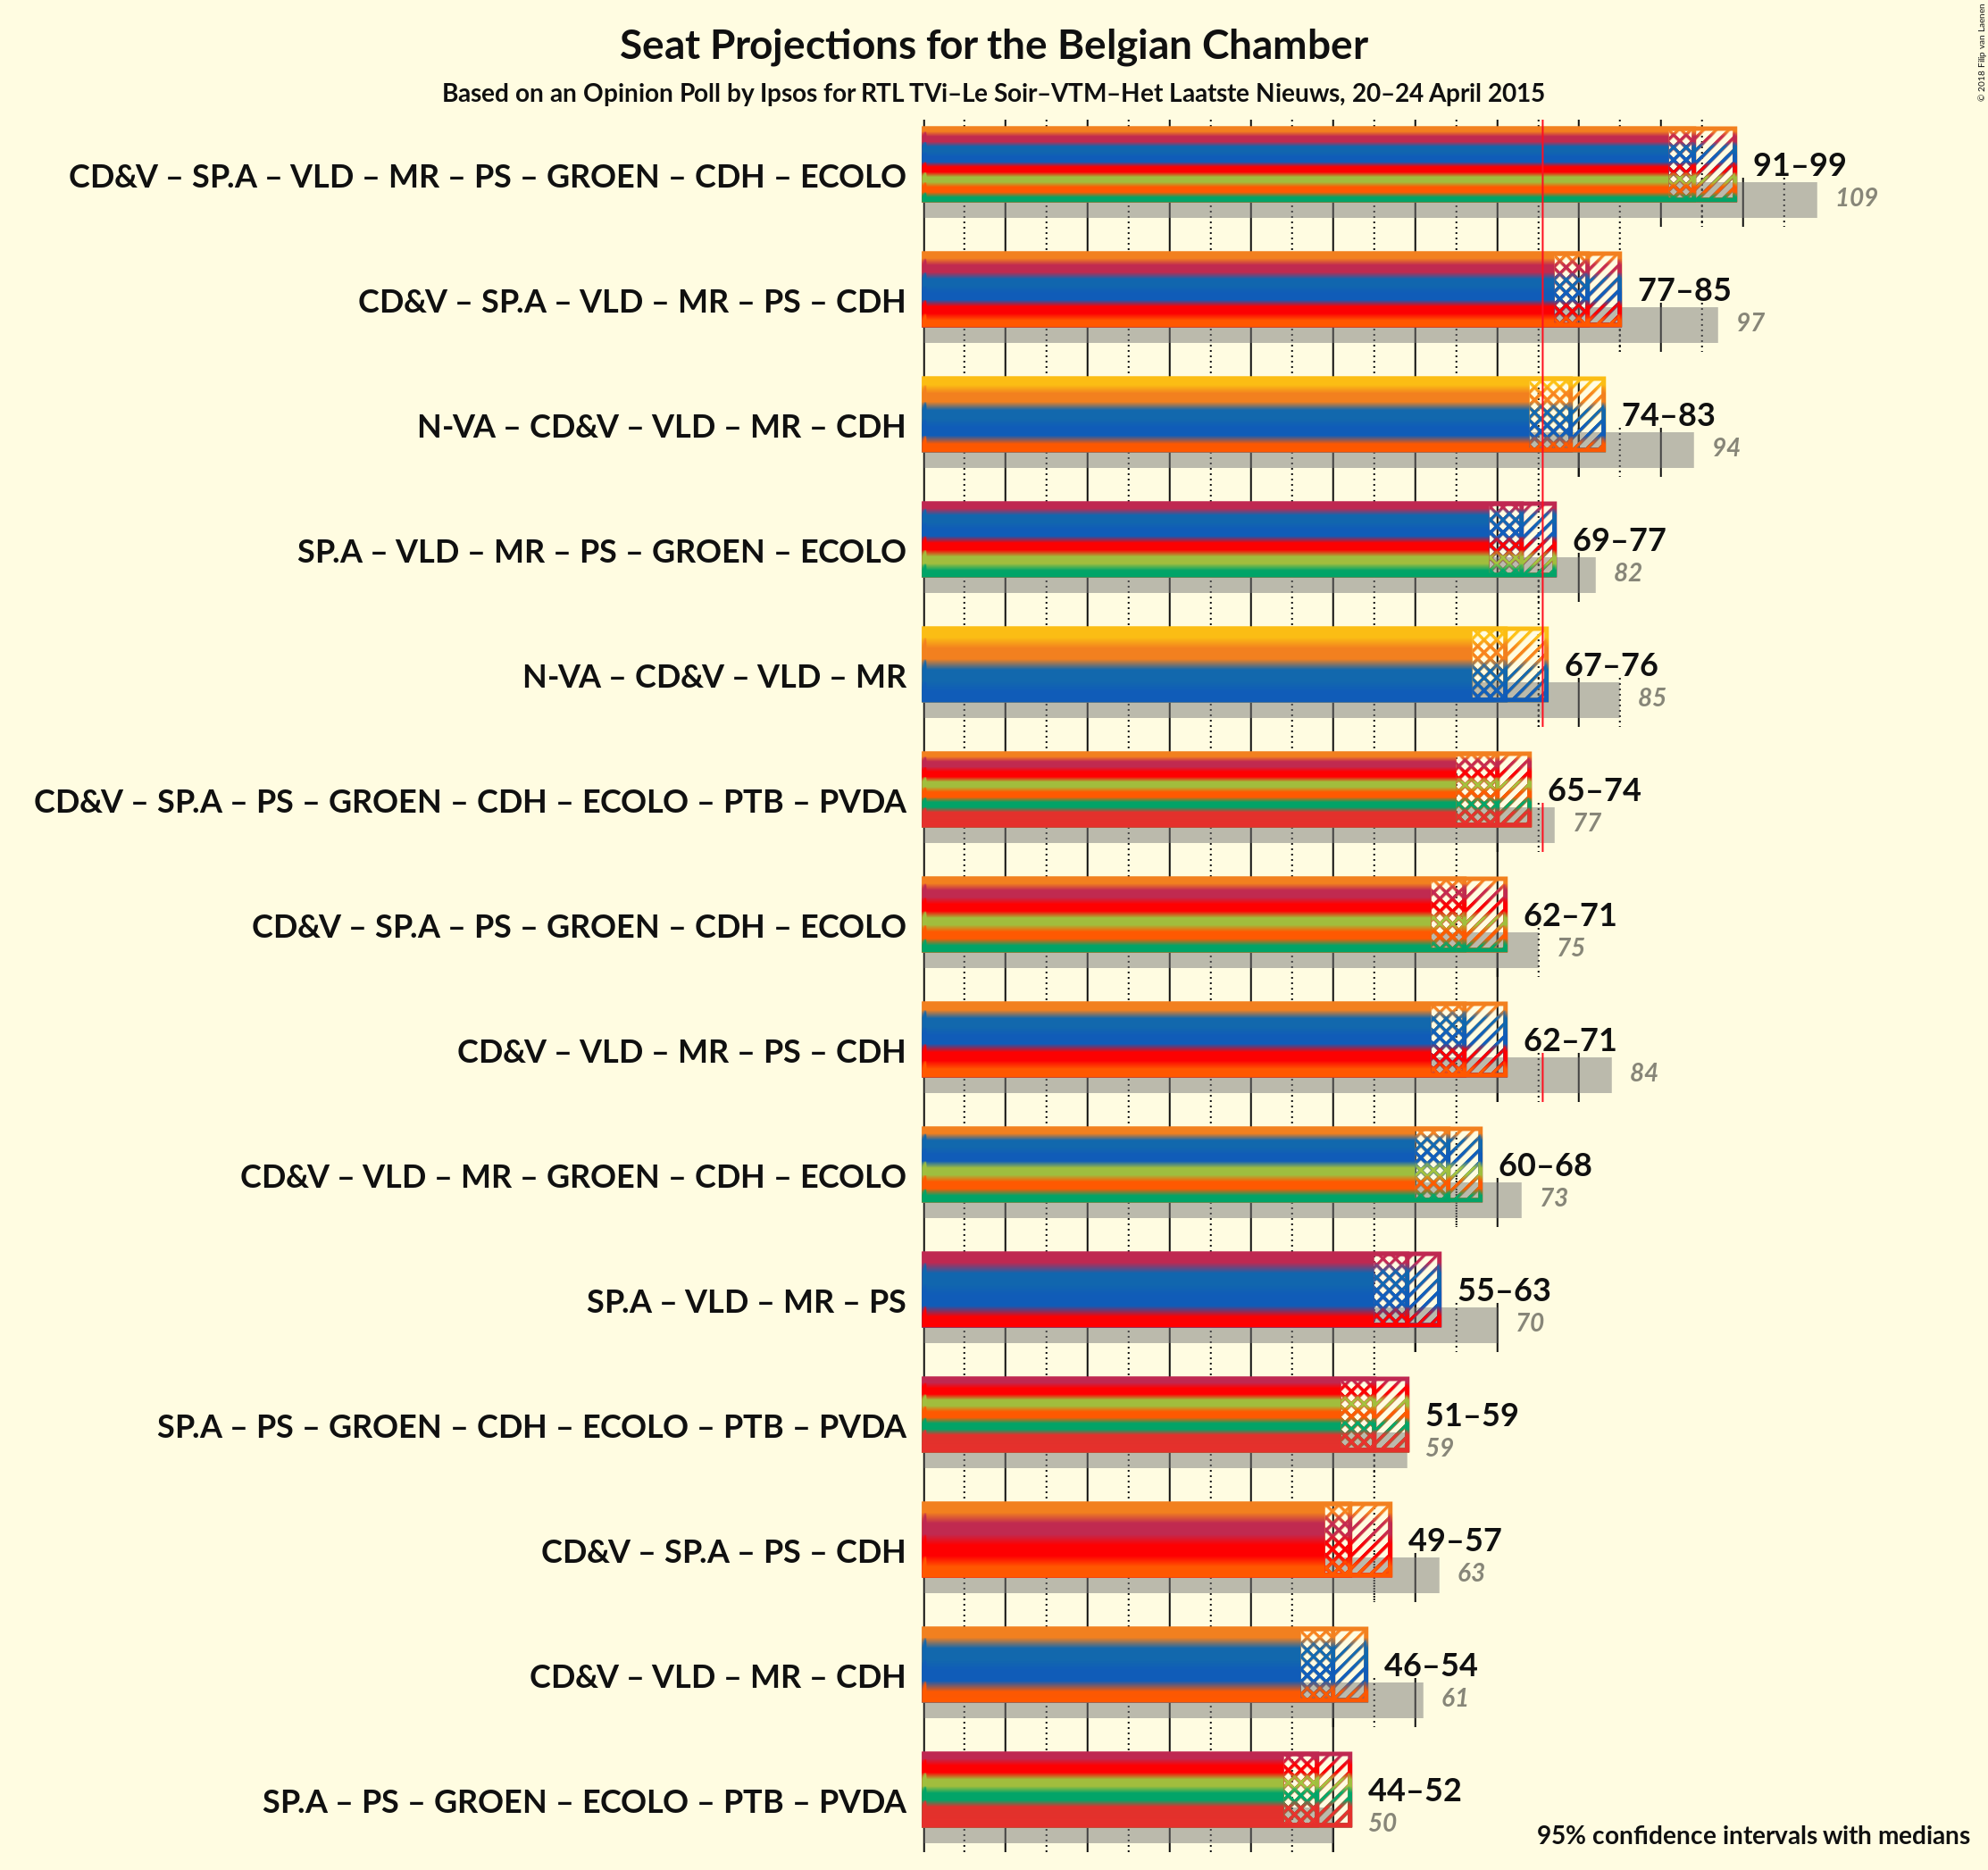 Seat Projections for the Belgian Chamber
Based on an Opinion Poll by Ipsos for RTL TVi–Le Soir–VTM–Het Laatste Nieuws, 20–24 April 2015
© 2018 Filip van Laenen
CD&V – SP.A – VLD – MR – PS – GROEN – CDH – ECOLO
91–99
109
CD&V – SP.A – VLD – MR – PS – CDH
77–85
97
N-VA – CD&V – VLD – MR – CDH
74–83
94
SP.A – VLD – MR – PS – GROEN – ECOLO
69–77
82
N-VA – CD&V – VLD – MR
67–76
85
CD&V – SP.A – PS – GROEN – CDH – ECOLO – PTB – PVDA
65–74
77
CD&V – SP.A – PS – GROEN – CDH – ECOLO
62–71
75
CD&V – VLD – MR – PS – CDH
62–71
84
CD&V – VLD – MR – GROEN – CDH – ECOLO
60–68
73
SP.A – VLD – MR – PS
55–63
70
SP.A – PS – GROEN – CDH – ECOLO – PTB – PVDA
51–59
59
CD&V – SP.A – PS – CDH
49–57
63
CD&V – VLD – MR – CDH
46–54
61
SP.A – PS – GROEN – ECOLO – PTB – PVDA
44–52
50
95% confidence intervals with medians